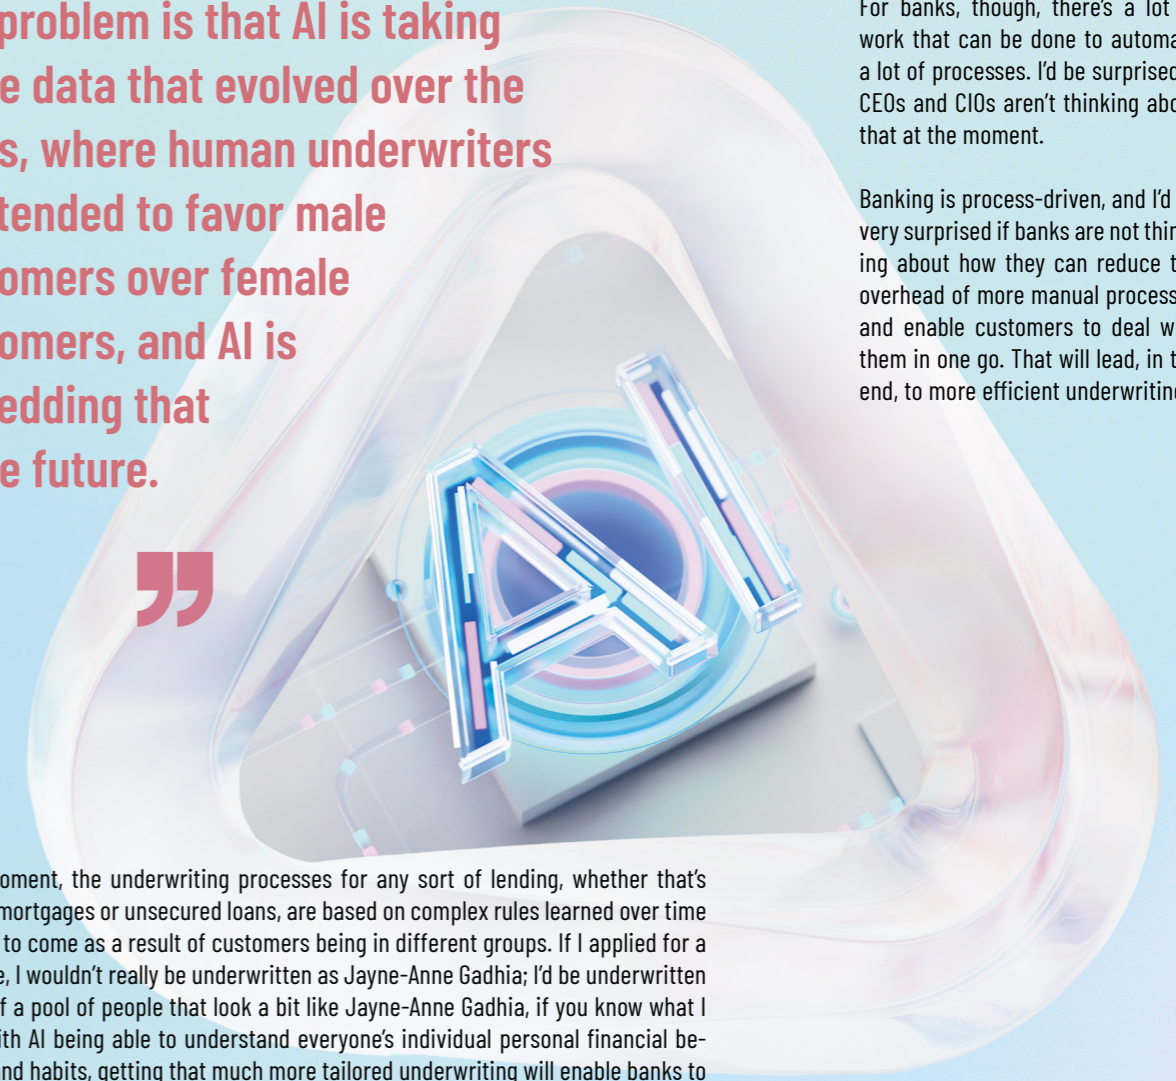 problem is that AI is taking
e data that evolved over the
s, where human underwriters
tended to favor male
omers over female
omers, and AI is
edding that
e future.
”
For banks, though, there’s a lot
work that can be done to automa
a lot of processes. I’d be surprised
CEOs and CIOs aren’t thinking abo
that at the moment.
Banking is process-driven, and I’d
very surprised if banks are not thin
ing about how they can reduce t
overhead of more manual process
and enable customers to deal w
them in one go. That will lead, in t
end, to more efficient underwriting
AI
oment, the underwriting processes for any sort of lending, whether that’s
mortgages or unsecured loans, are based on complex rules learned over time
to come as a result of customers being in different groups. If I applied for a
e, I wouldn’t really be underwritten as Jayne-Anne Gadhia; I’d be underwritten
f a pool of people that look a bit like Jayne-Anne Gadhia, if you know what I
ith AI being able to understand everyone’s individual personal financial be-
nd habits, getting that much more tailored underwriting will enable banks to